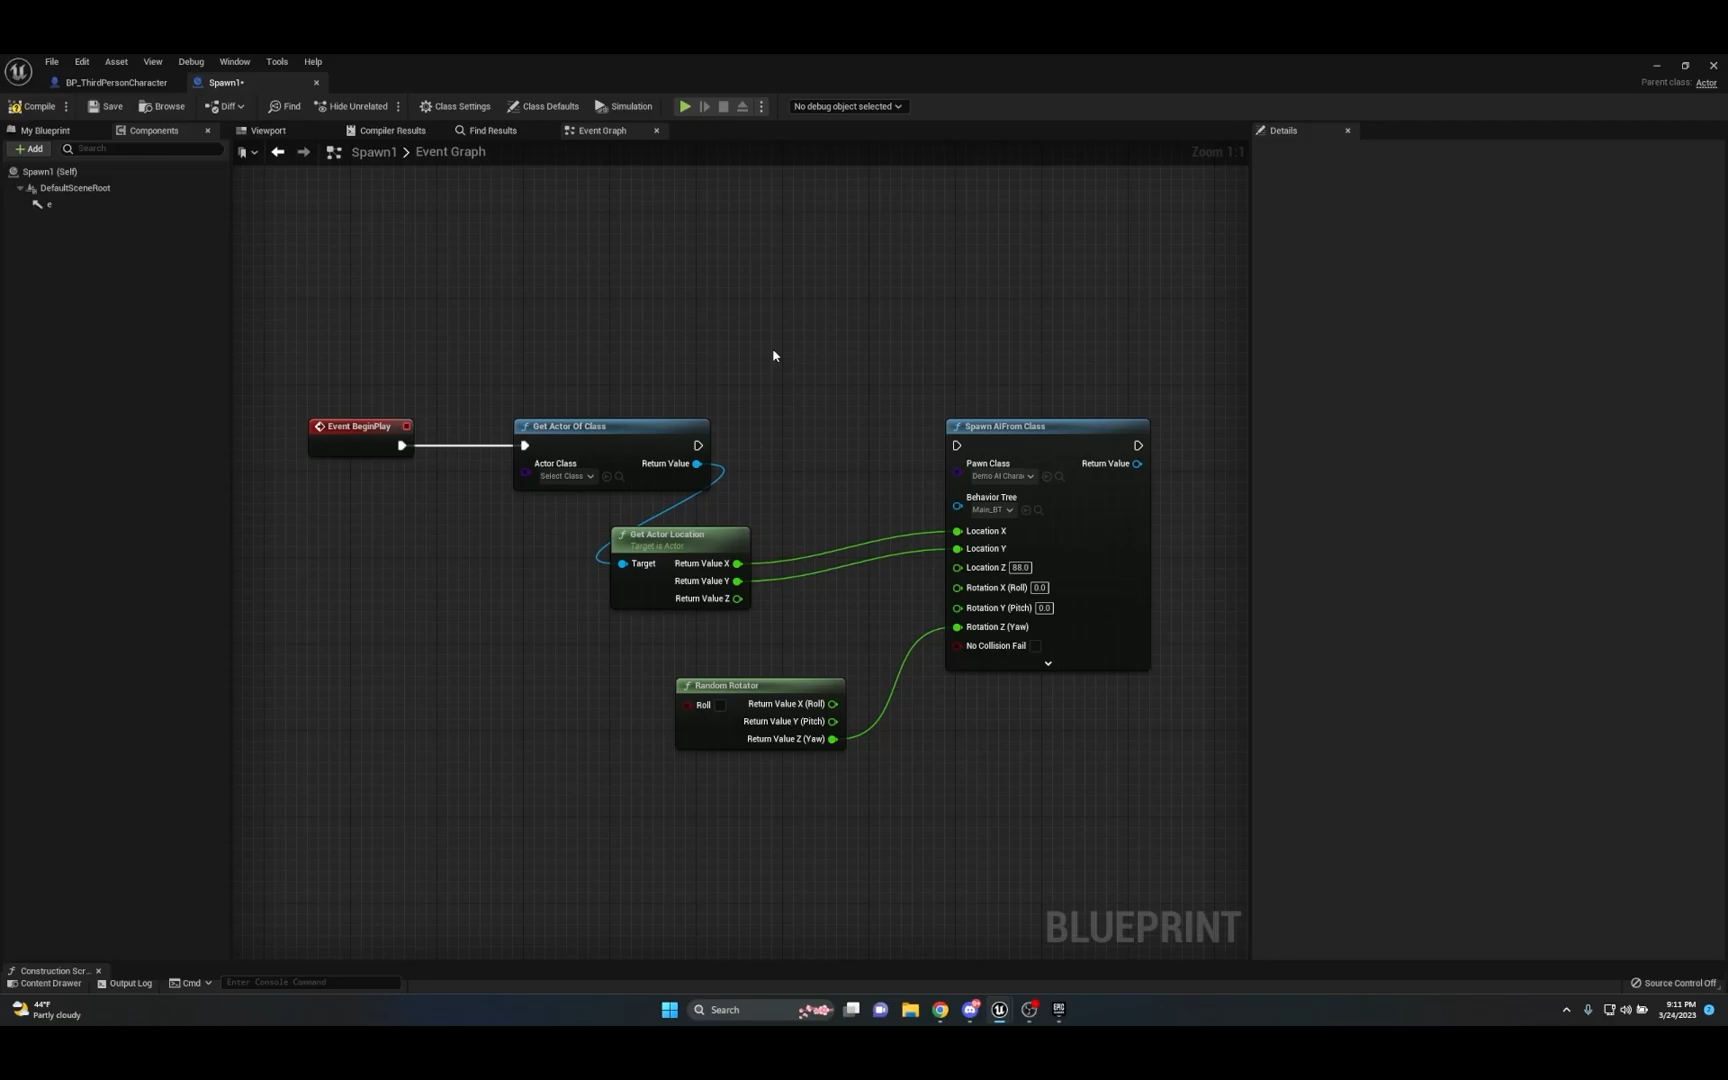 File Edit Asset View Debug Window Tools Help
BP_ThirdPersonCharacter Spawn1•
Parent class: Actor
Compile Save Browse Diff Find Hide Unrelated Class Settings Class Defaults Simulation No debug object selected
My Blueprint Components Viewport Compiler Results Find Results Event Graph Details
+ Add Search
Spawn1 > Event Graph Zoom 1:1
Spawn1 (Self)
DefaultSceneRoot
e
Event BeginPlay
Get Actor Of Class
Actor Class Return Value
Select Class
Get Actor Location
Target is Actor
Target Return Value X
Return Value Y
Return Value Z
Random Rotator
Roll Return Value X (Roll)
Return Value Y (Pitch)
Return Value Z (Yaw)
Spawn AIFrom Class
Pawn Class Return Value
Demo AI Charac
Behavior Tree
Main_BT
Location X
Location Y
Location Z 88.0
Rotation X (Roll) 0.0
Rotation Y (Pitch) 0.0
Rotation Z (Yaw)
No Collision Fail
BLUEPRINT
Construction Scr...
Content Drawer Output Log Cmd Enter Console Command Source Control Off
44°F
Partly cloudy
Search
9:11 PM
3/24/2023